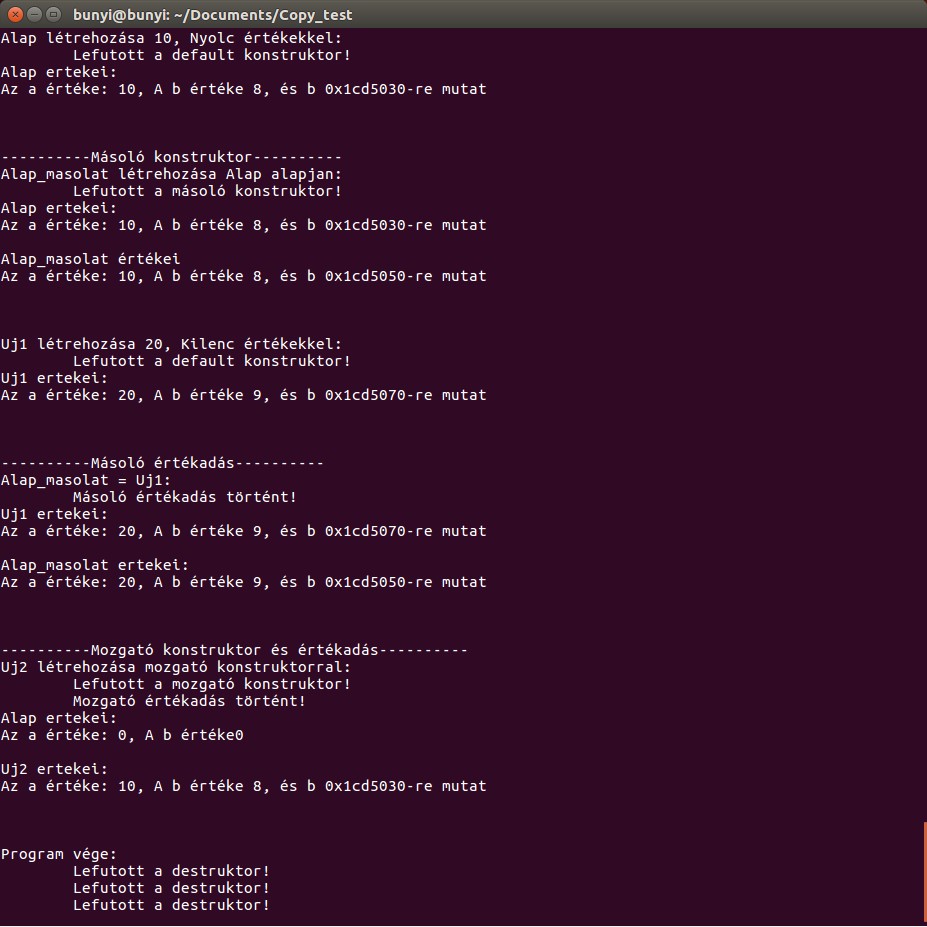 bunyi@bunyi: ~/Documents/Copy_test
Alap létrehozása 10, Nyolc értékekkel:
Lefutott a default konstruktor!
Alap ertekei:
Az a értéke: 10, A b értéke 8, és b 0x1cd5030-re mutat
----------Másoló konstruktor----------
Alap_masolat létrehozása Alap alapjan:
Lefutott a másoló konstruktor!
Alap ertekei:
Az a értéke: 10, A b értéke 8, és b 0x1cd5030-re mutat
Alap_masolat értékei
Az a értéke: 10, A b értéke 8, és b 0x1cd5050-re mutat
Uj1 létrehozása 20, Kilenc értékekkel:
Lefutott a default konstruktor!
Uj1 ertekei:
Az a értéke: 20, A b értéke 9, és b 0x1cd5070-re mutat
----------Másoló értékadás----------
Alap_masolat = Uj1:
Másoló értékadás történt!
Uj1 ertekei:
Az a értéke: 20, A b értéke 9, és b 0x1cd5070-re mutat
Alap_masolat ertekei:
Az a értéke: 20, A b értéke 9, és b 0x1cd5050-re mutat
----------Mozgató konstruktor és értékadás----------
Uj2 létrehozása mozgató konstruktorral:
Lefutott a mozgató konstruktor!
Mozgató értékadás történt!
Alap ertekei:
Az a értéke: 0, A b értéke0
Uj2 ertekei:
Az a értéke: 10, A b értéke 8, és b 0x1cd5030-re mutat
Program vége:
Lefutott a destruktor!
Lefutott a destruktor!
Lefutott a destruktor!